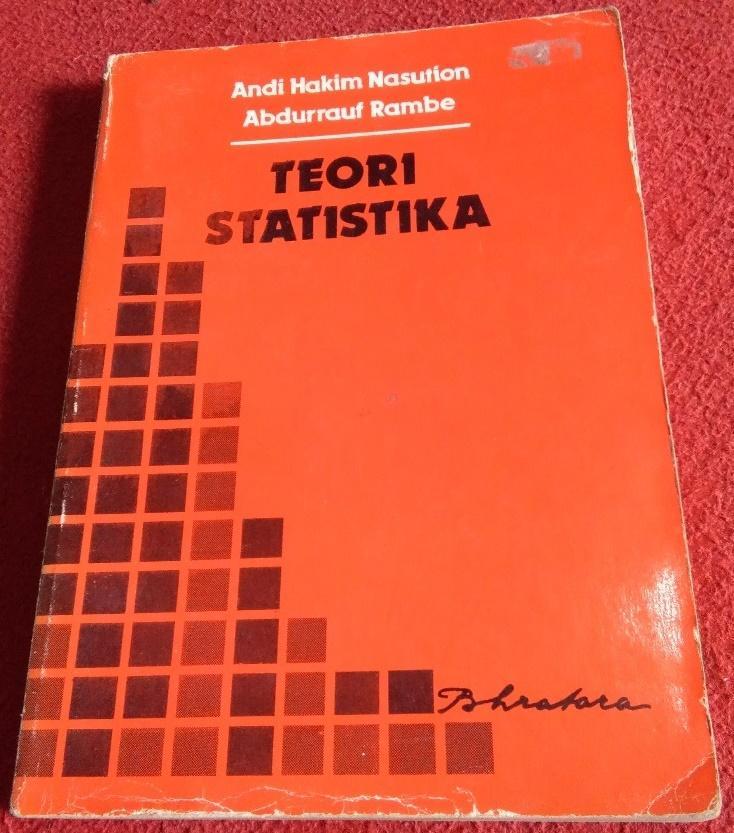 Andi Hakim Nasution
Abdurrauf Rambe
TEORI
STATISTIKA
Bhratara